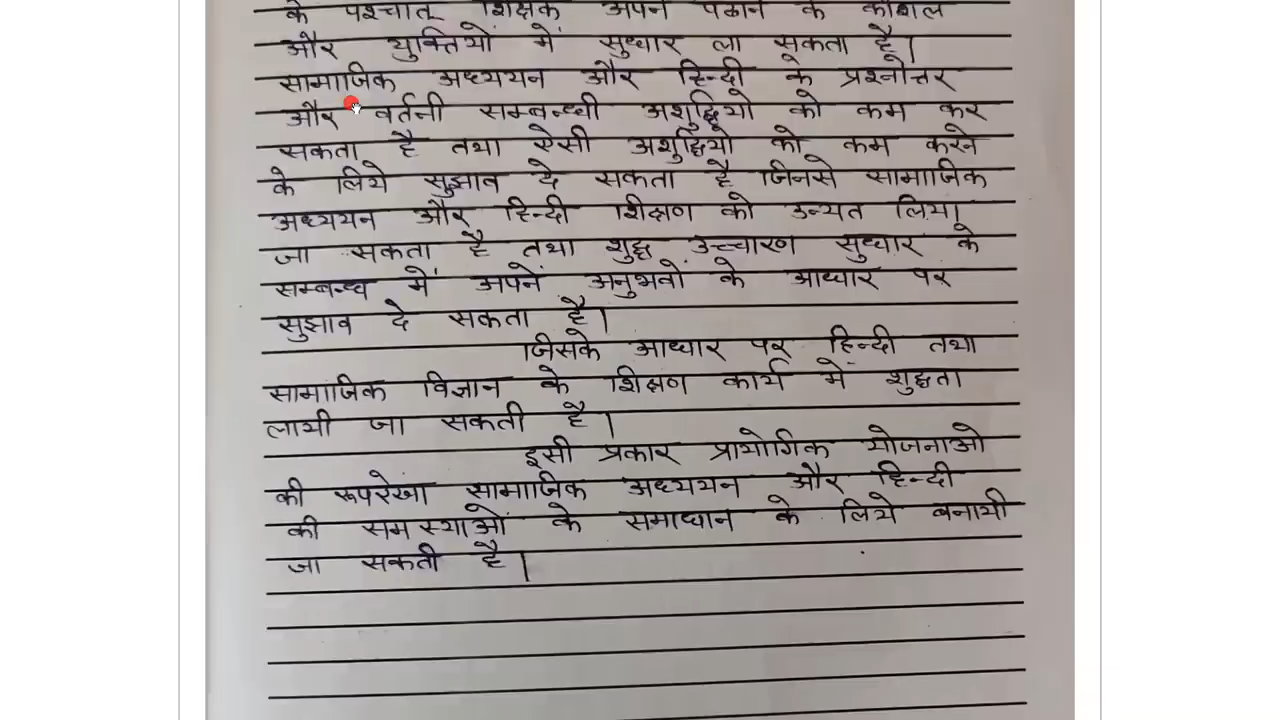 के पश्चात् शिक्षक अपने पढाने के कौशल
और युक्तियों में सुधार ला सकता है।
सामाजिक अध्ययन और हिन्दी के प्रश्नोत्तर
और वर्तनी सम्बन्धी अशुद्धियो को कम कर
सकता है तथा ऐसी अशुद्धियो को कम करने
के लिये सुझाव दे सकता है जिनसे सामाजिक
अध्ययन और हिन्दी शिक्षण को उन्यत लिया
जा सकता है तथा शुद्ध उच्चारण सुधार के
सम्बन्ध में अपनें अनुभवों के आधार पर
सुझाव दे सकता है।
जिसके आधार पर हिन्दी तथा
सामाजिक विज्ञान के शिक्षण कार्य में शुद्धता
लायी जा सकती है।
इसी प्रकार प्रायोगिक योजनाओ
की रूपरेखा सामाजिक अध्ययन और हिन्दी
की समस्याओं के समाधान के लिये बनायी
जा सकती है।